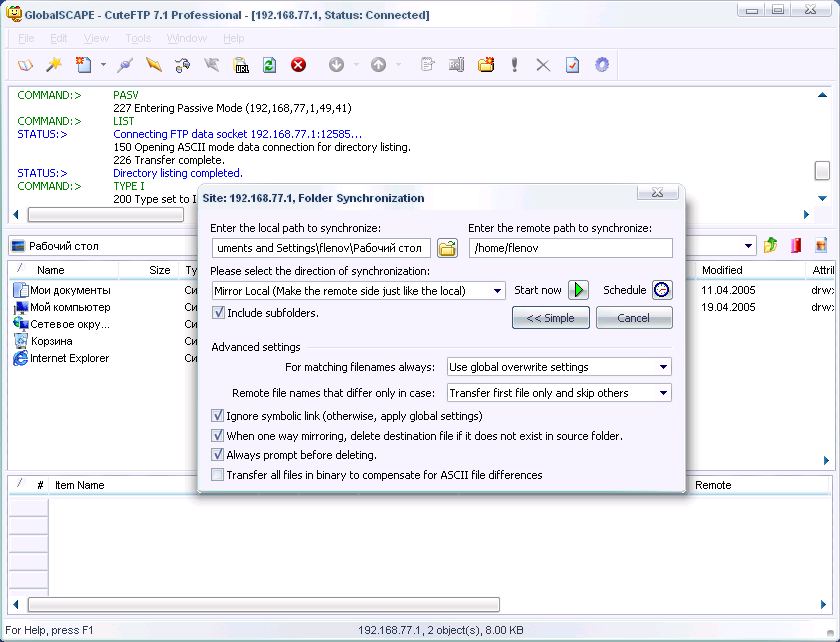 GlobalSCAPE - CuteFTP 7.1 Professional - [192.168.77.1, Status: Connected]
File Edit View Tools Window Help
URL
COMMAND:> PASV
227 Entering Passive Mode (192,168,77,1,49,41)
COMMAND:> LIST
STATUS:> Connecting FTP data socket 192.168.77.1:12585...
150 Opening ASCII mode data connection for directory listing.
226 Transfer complete.
STATUS:> Directory listing completed.
COMMAND:> TYPE I
200 Type set to I
Site: 192.168.77.1, Folder Synchronization
Enter the local path to synchronize: Enter the remote path to synchronize:
uments and Settings\flenov\Рабочий стол /home/flenov
Please select the direction of synchronization:
Mirror Local (Make the remote side just like the local) Start now Schedule
Include subfolders. << Simple Cancel
Advanced settings
For matching filenames always: Use global overwrite settings
Remote file names that differ only in case: Transfer first file only and skip others
Ignore symbolic link (otherwise, apply global settings)
When one way mirroring, delete destination file if it does not exist in source folder.
Always prompt before deleting.
Transfer all files in binary to compensate for ASCII file differences
Рабочий стол
/ Name Size Ty Modified Attril
Мои документы Си 11.04.2005 drw:
Мой компьютер Си 19.04.2005 drw:
Сетевое окру... Си
Корзина Си
Internet Explorer Си
/ # Item Name Remote
For Help, press F1 192.168.77.1, 2 object(s), 8.00 KB